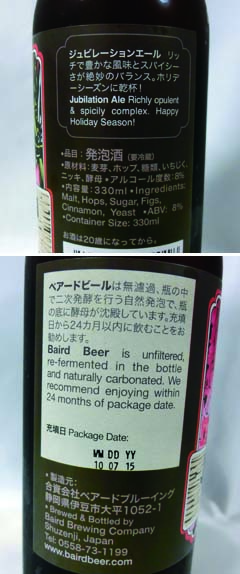 ジュビレーションエール リッ
チで豊かな風味とスパイシー
さが絶妙のバランス。ホリデ
ーシーズンに乾杯!
Jubilation Ale Richly opulent
& spicily complex. Happy
Holiday Season!
•品目:発泡酒(要冷蔵)
•原材料:麦芽、ホップ、糖類、いちじく、
ニッキ、酵母 •アルコール度数:8%
•内容量:330ml •Ingredients:
Malt, Hops, Sugar, Figs,
Cinnamon, Yeast •ABV: 8%
•Container Size: 330ml
お酒は20歳になってから。
ベアードビールは無濾過、瓶の中
で二次発酵を行う自然発泡で、瓶
の底に酵母が沈殿しています。充填
日から24カ月以内に飲むことをお
勧めします。
Baird Beer is unfiltered,
re-fermented in the bottle
and naturally carbonated. We
recommend enjoying within
24 months of package date.
充填日 Package Date:
MM DD YY
10 07 15
•製造元:
合資会社ベアードブルーイング
静岡県伊豆市大平1052-1
•Brewed & Bottled by
Baird Brewing Company
Shuzenji, Japan
Tel: 0558-73-1199
www.bairdbeer.com